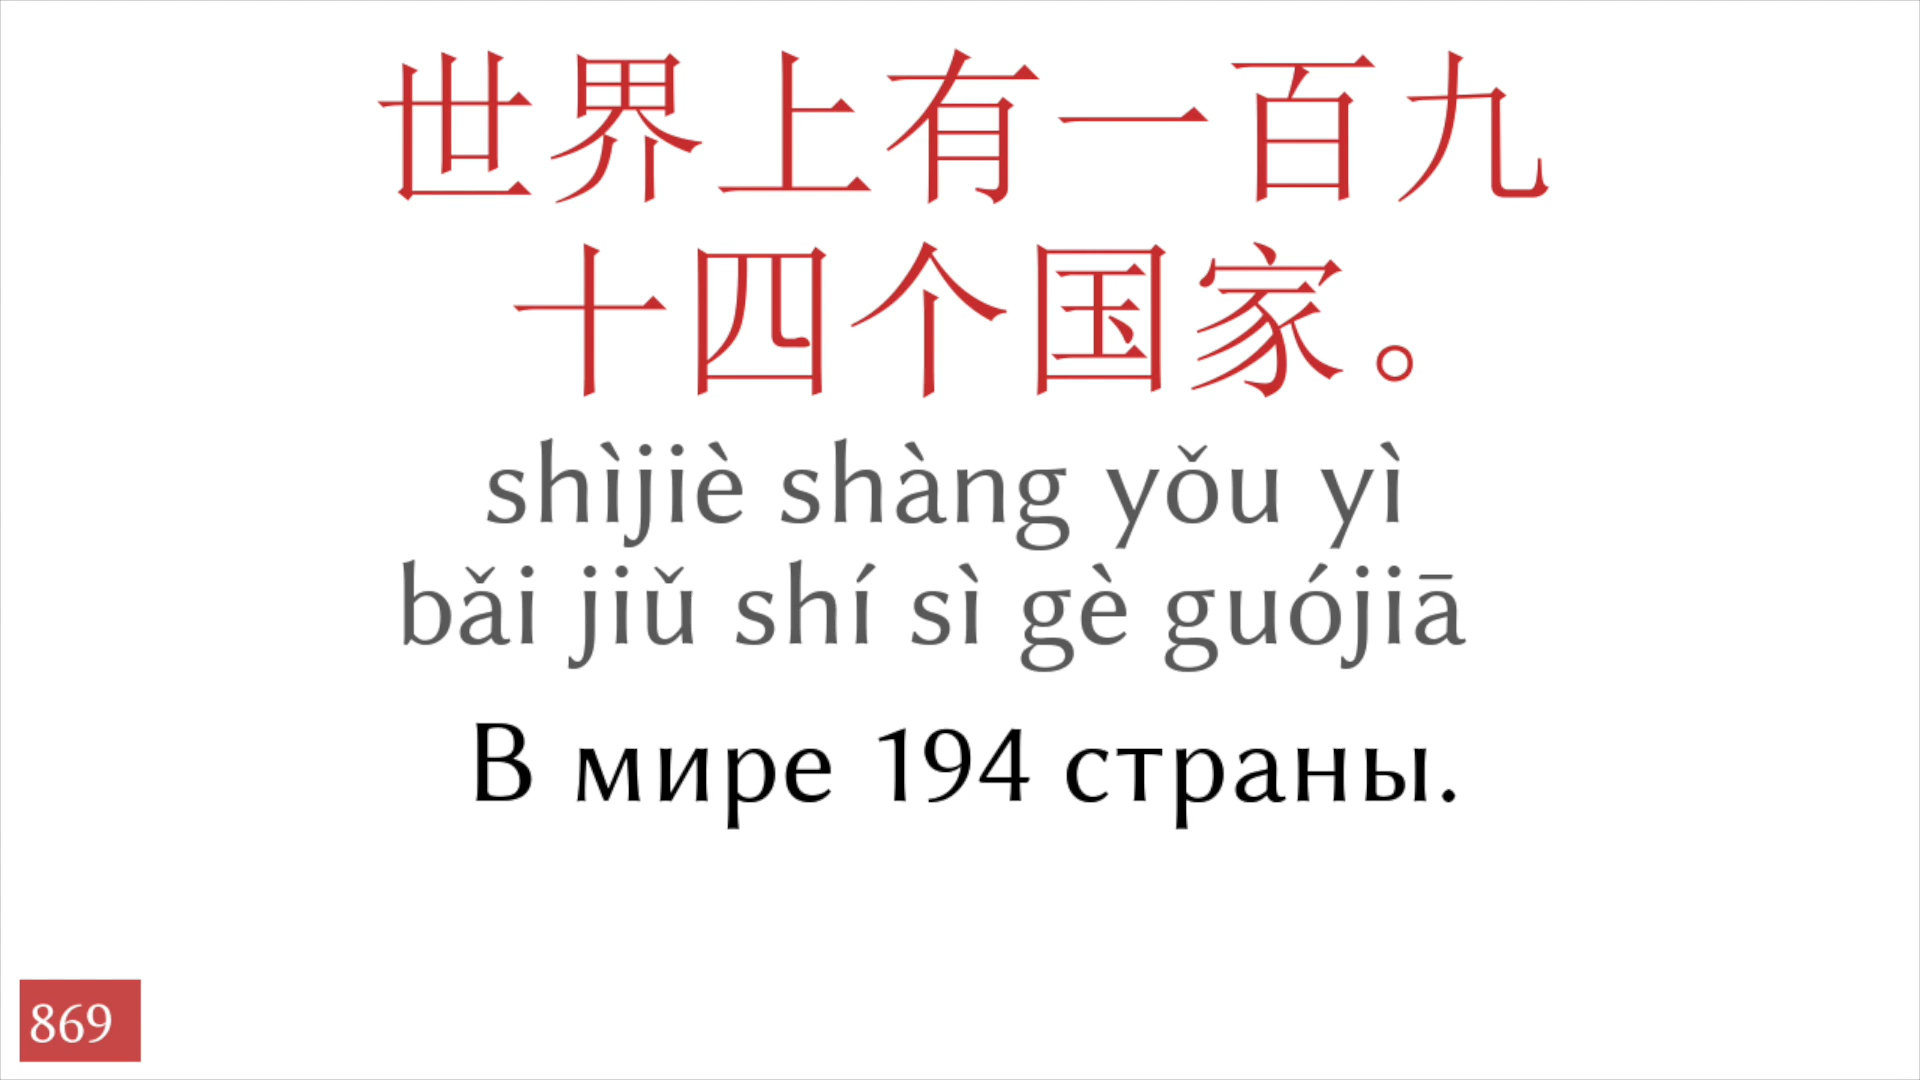 世界上有一百九
十四个国家。
shìjiè shàng yǒu yì
bǎi jiǔ shí sì gè guójiā
В мире 194 страны.
869